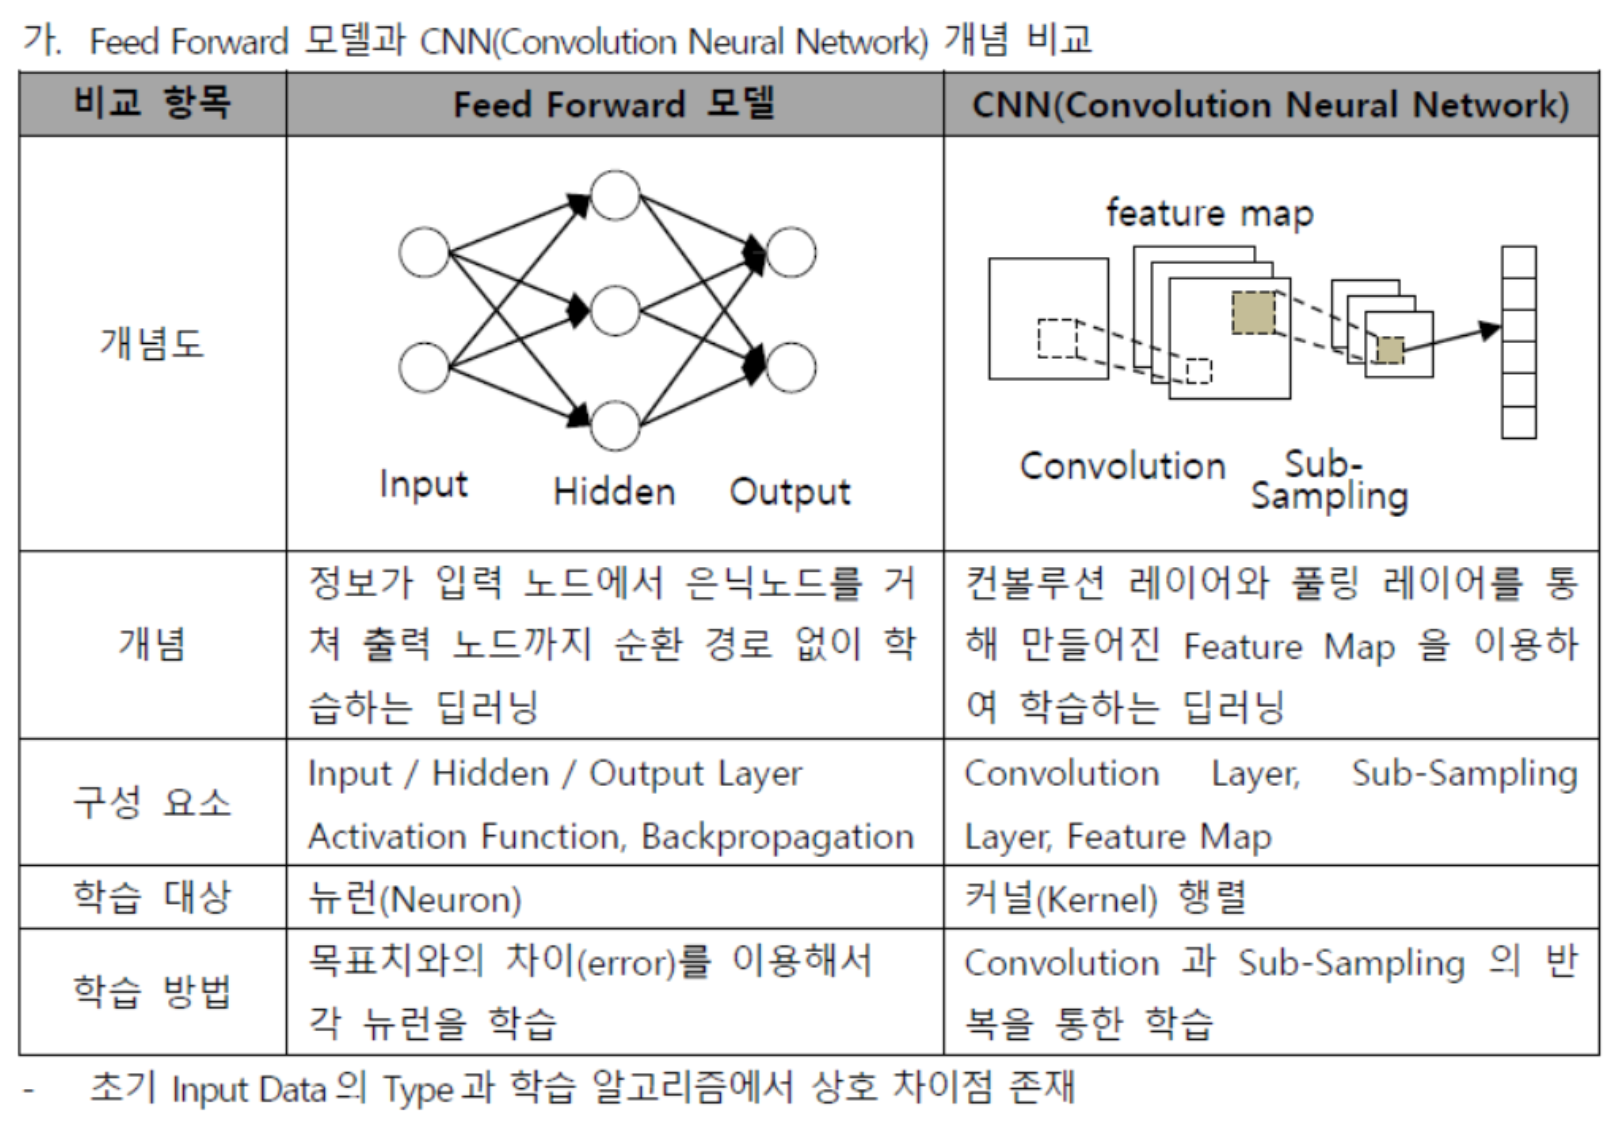 가. Feed Forward 모델과 CNN(Convolution Neural Network) 개념 비교
비교 항목
Feed Forward 모델
CNN(Convolution Neural Network)
개념도
Input
Hidden
Output
feature map
Convolution
Sub-
Sampling
개념
정보가 입력 노드에서 은닉노드를 거
쳐 출력 노드까지 순환 경로 없이 학
습하는 딥러닝
컨볼루션 레이어와 풀링 레이어를 통
해 만들어진 Feature Map 을 이용하
여 학습하는 딥러닝
구성 요소
Input / Hidden / Output Layer
Activation Function, Backpropagation
Convolution Layer, Sub-Sampling
Layer, Feature Map
학습 대상
뉴런(Neuron)
커널(Kernel) 행렬
학습 방법
목표치와의 차이(error)를 이용해서
각 뉴런을 학습
Convolution 과 Sub-Sampling 의 반
복을 통한 학습
- 초기 Input Data 의 Type 과 학습 알고리즘에서 상호 차이점 존재